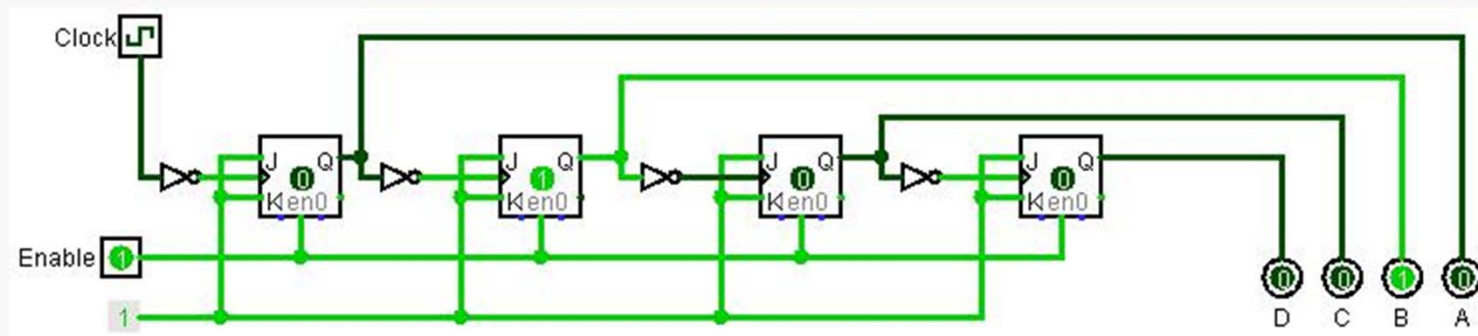 Clock
J Q J Q J Q J Q
0 1 0 0
K en0 K en0 K en0 K en0
Enable 1
0 0 1 0
1
D C B A